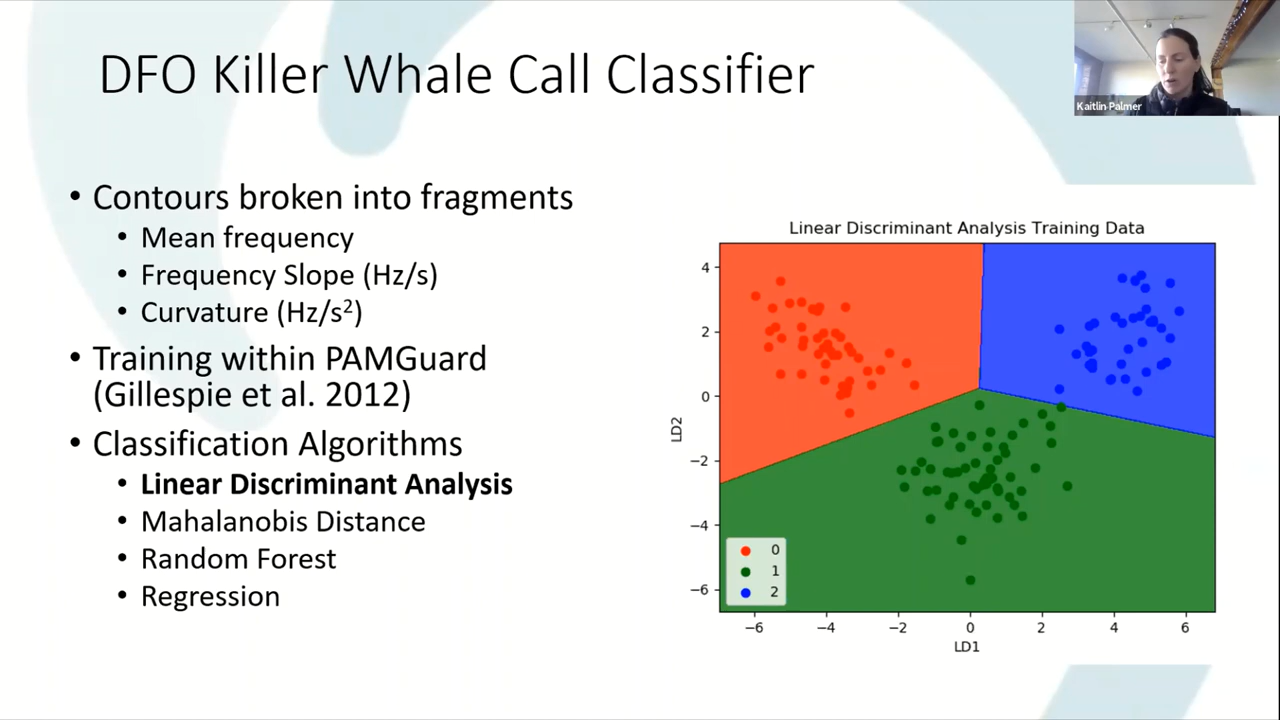 DFO Killer Whale Call Classifier
Kaitlin Palmer
• Contours broken into fragments
• Mean frequency
• Frequency Slope (Hz/s)
• Curvature (Hz/s²)
• Training within PAMGuard
(Gillespie et al. 2012)
• Classification Algorithms
• Linear Discriminant Analysis
• Mahalanobis Distance
• Random Forest
• Regression
Linear Discriminant Analysis Training Data
4
2
0
−2
−4
−6
LD2
0
1
2
−6 −4 −2 0 2 4 6
LD1